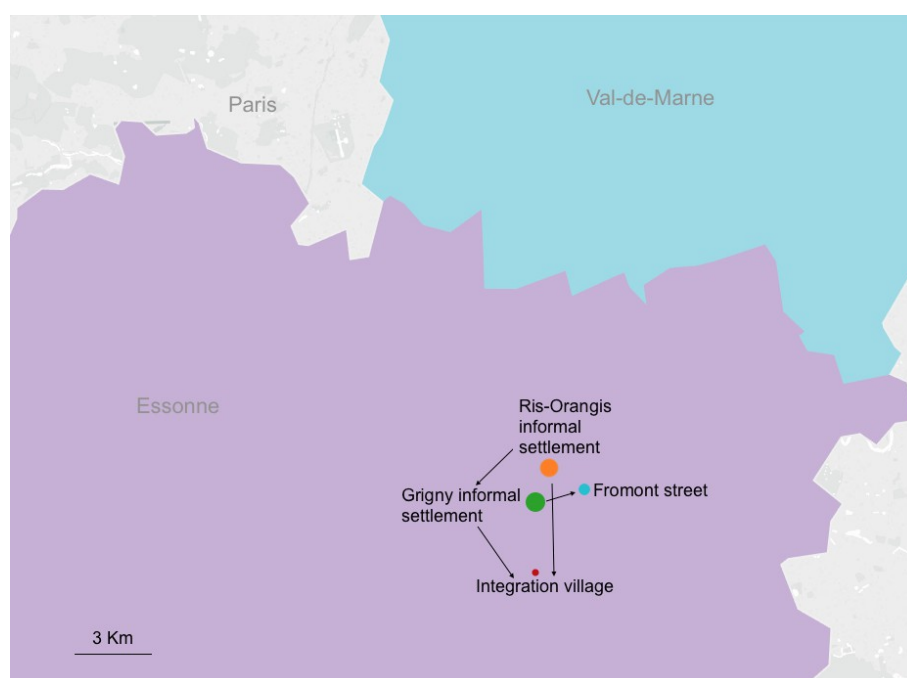 Paris
Val-de-Marne
Essonne
Ris-Orangis
informal
settlement
Grigny informal
settlement
Fromont street
Integration village
3 Km